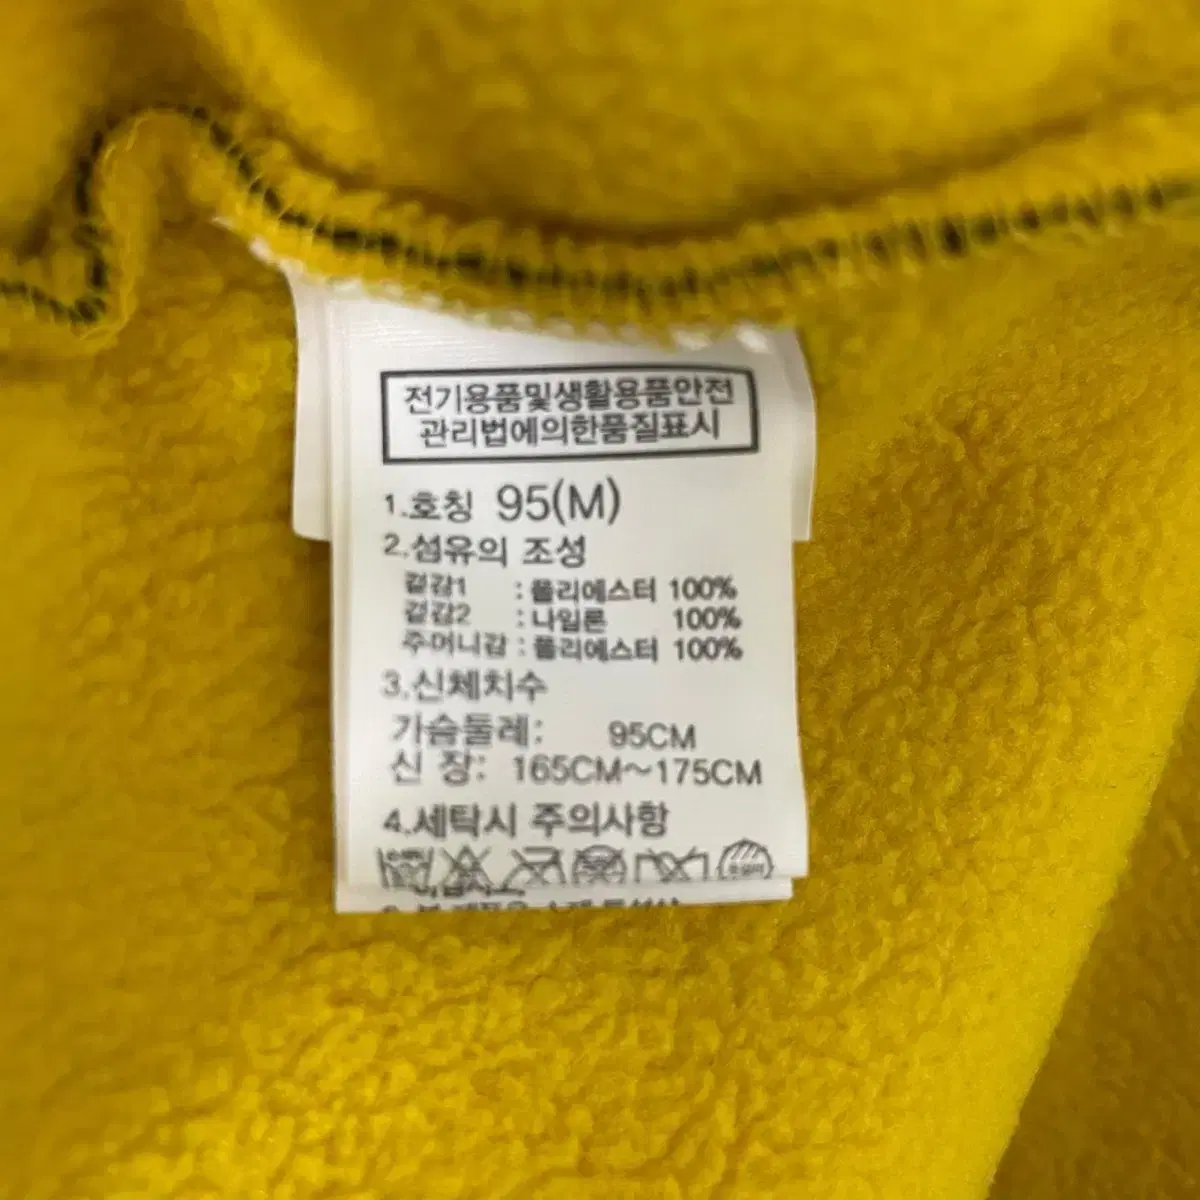 전기용품및생활용품안전
관리법에의한품질표시
1.호칭 95(M)
2.섬유의 조성
겉감1 : 폴리에스터 100%
겉감2 : 나일론 100%
주머니감 : 폴리에스터 100%
3.신체치수
가슴둘레: 95CM
신 장: 165CM~175CM
4.세탁시 주의사항